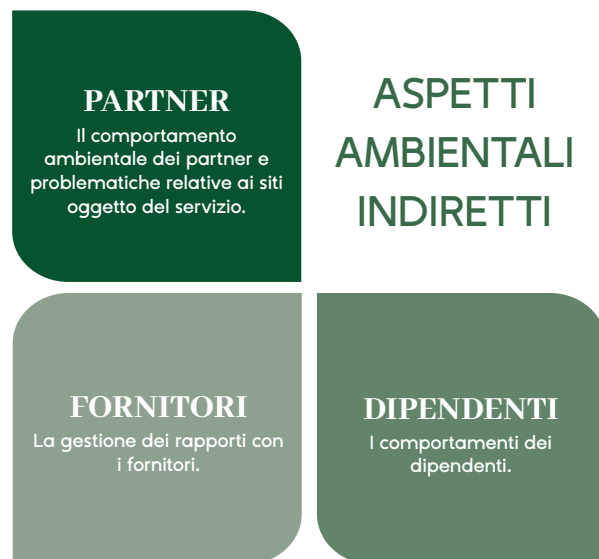 PARTNER
Il comportamento
ambientale dei partner e
problematiche relative ai siti
oggetto del servizio.
ASPETTI
AMBIENTALI
INDIRETTI
FORNITORI
La gestione dei rapporti con
i fornitori.
DIPENDENTI
I comportamenti dei
dipendenti.